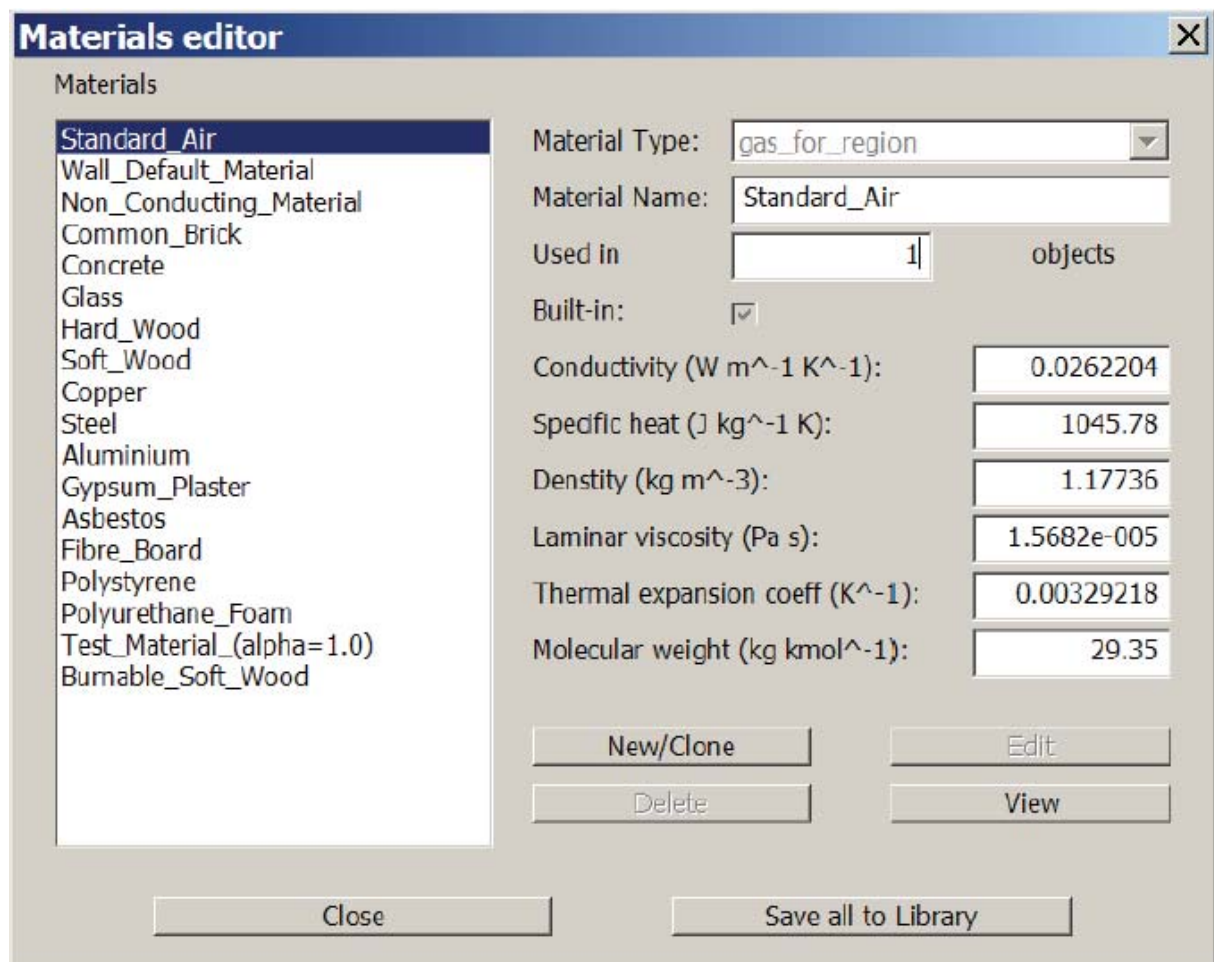 Materials editor
Materials
Standard_Air
Wall_Default_Material
Non_Conducting_Material
Common_Brick
Concrete
Glass
Hard_Wood
Soft_Wood
Copper
Steel
Aluminium
Gypsum_Plaster
Asbestos
Fibre_Board
Polystyrene
Polyurethane_Foam
Test_Material_(alpha=1.0)
Burnable_Soft_Wood
Material Type: gas_for_region
Material Name: Standard_Air
Used in 1 objects
Built-in:
Conductivity (W m^-1 K^-1): 0.0262204
Specific heat (J kg^-1 K): 1045.78
Denstity (kg m^-3): 1.17736
Laminar viscosity (Pa s): 1.5682e-005
Thermal expansion coeff (K^-1): 0.00329218
Molecular weight (kg kmol^-1): 29.35
New/Clone Edit
Delete View
Close Save all to Library